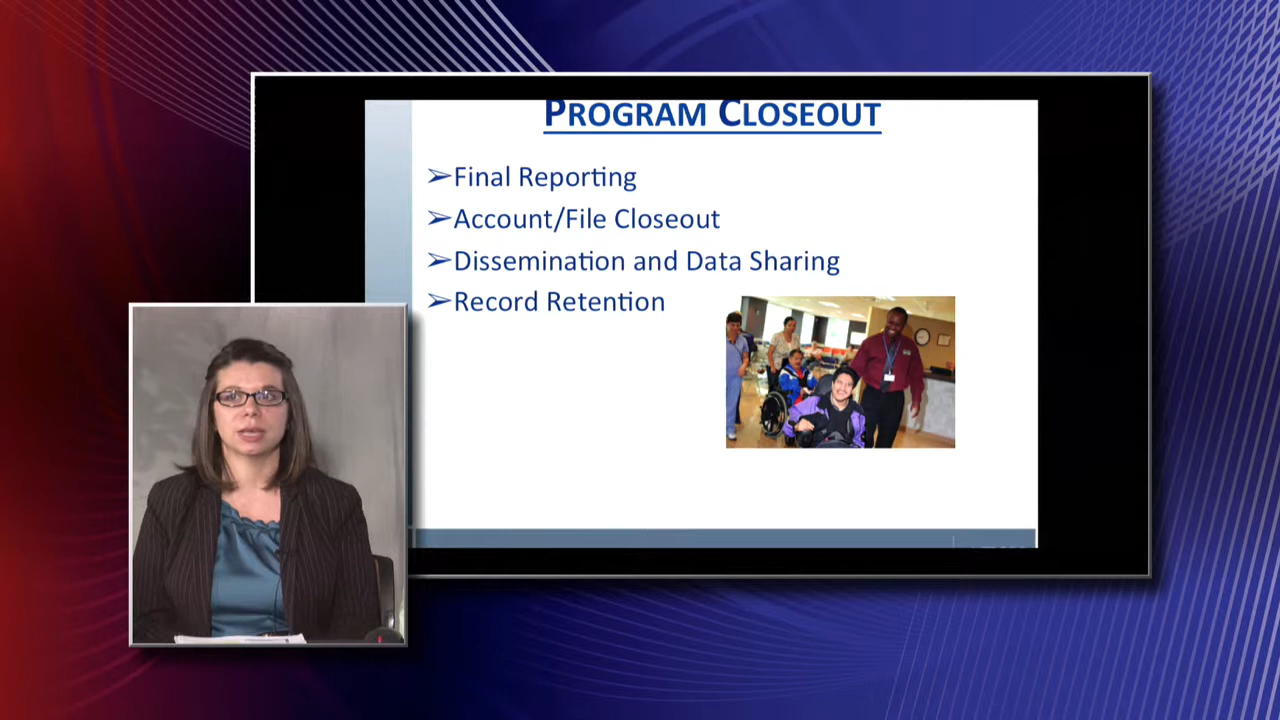 PROGRAM CLOSEOUT
➢Final Reporting
➢Account/File Closeout
➢Dissemination and Data Sharing
➢Record Retention